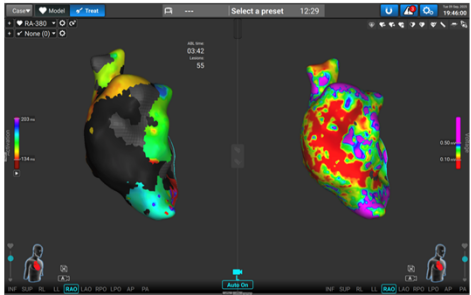 Case Model Treat --- Select a preset 12:29 19:46:00
RA-380
None (0)
ABL time
03:42
Lesions:
55
203 ms
134 ms
0.50
0.10
Auto On
INF SUP RL LL RAO LAO RPO LPO AP PA
INF SUP RL LL RAO LAO RPO LPO AP PA